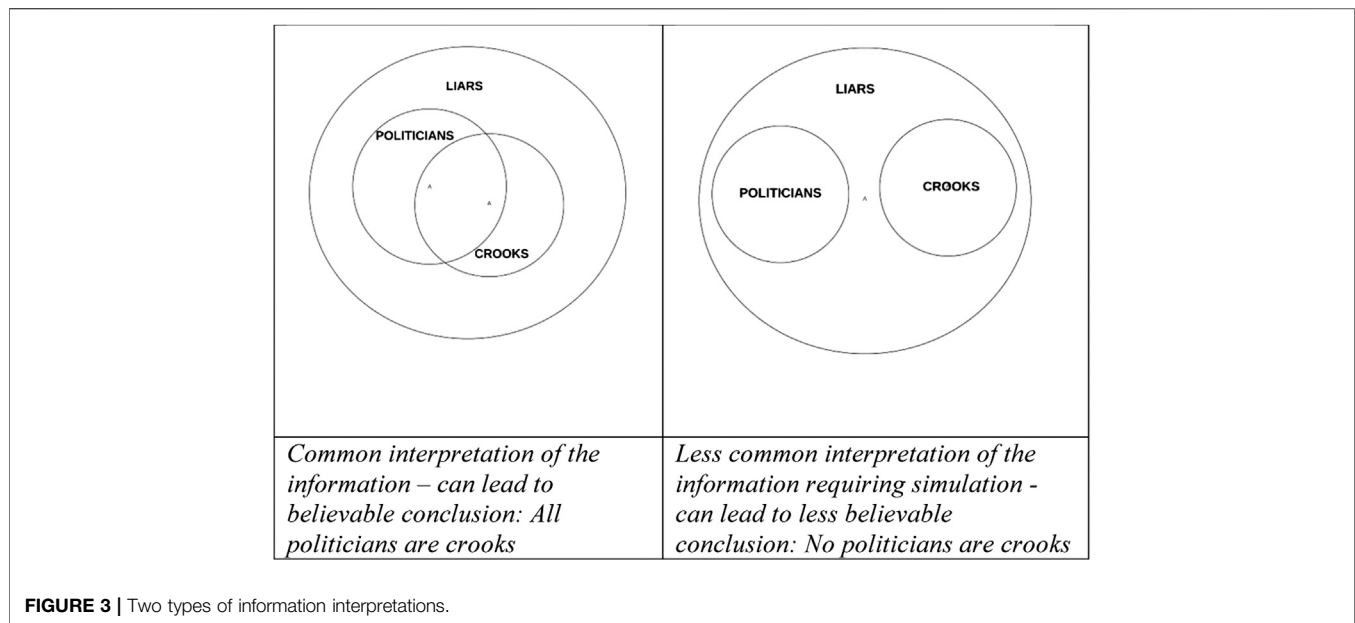 LIARS
POLITICIANS
A
A
CROOKS
LIARS
POLITICIANS
A
CROOKS
Common interpretation of the
information – can lead to
believable conclusion: All
politicians are crooks
Less common interpretation of the
information requiring simulation -
can lead to less believable
conclusion: No politicians are crooks
FIGURE 3 | Two types of information interpretations.